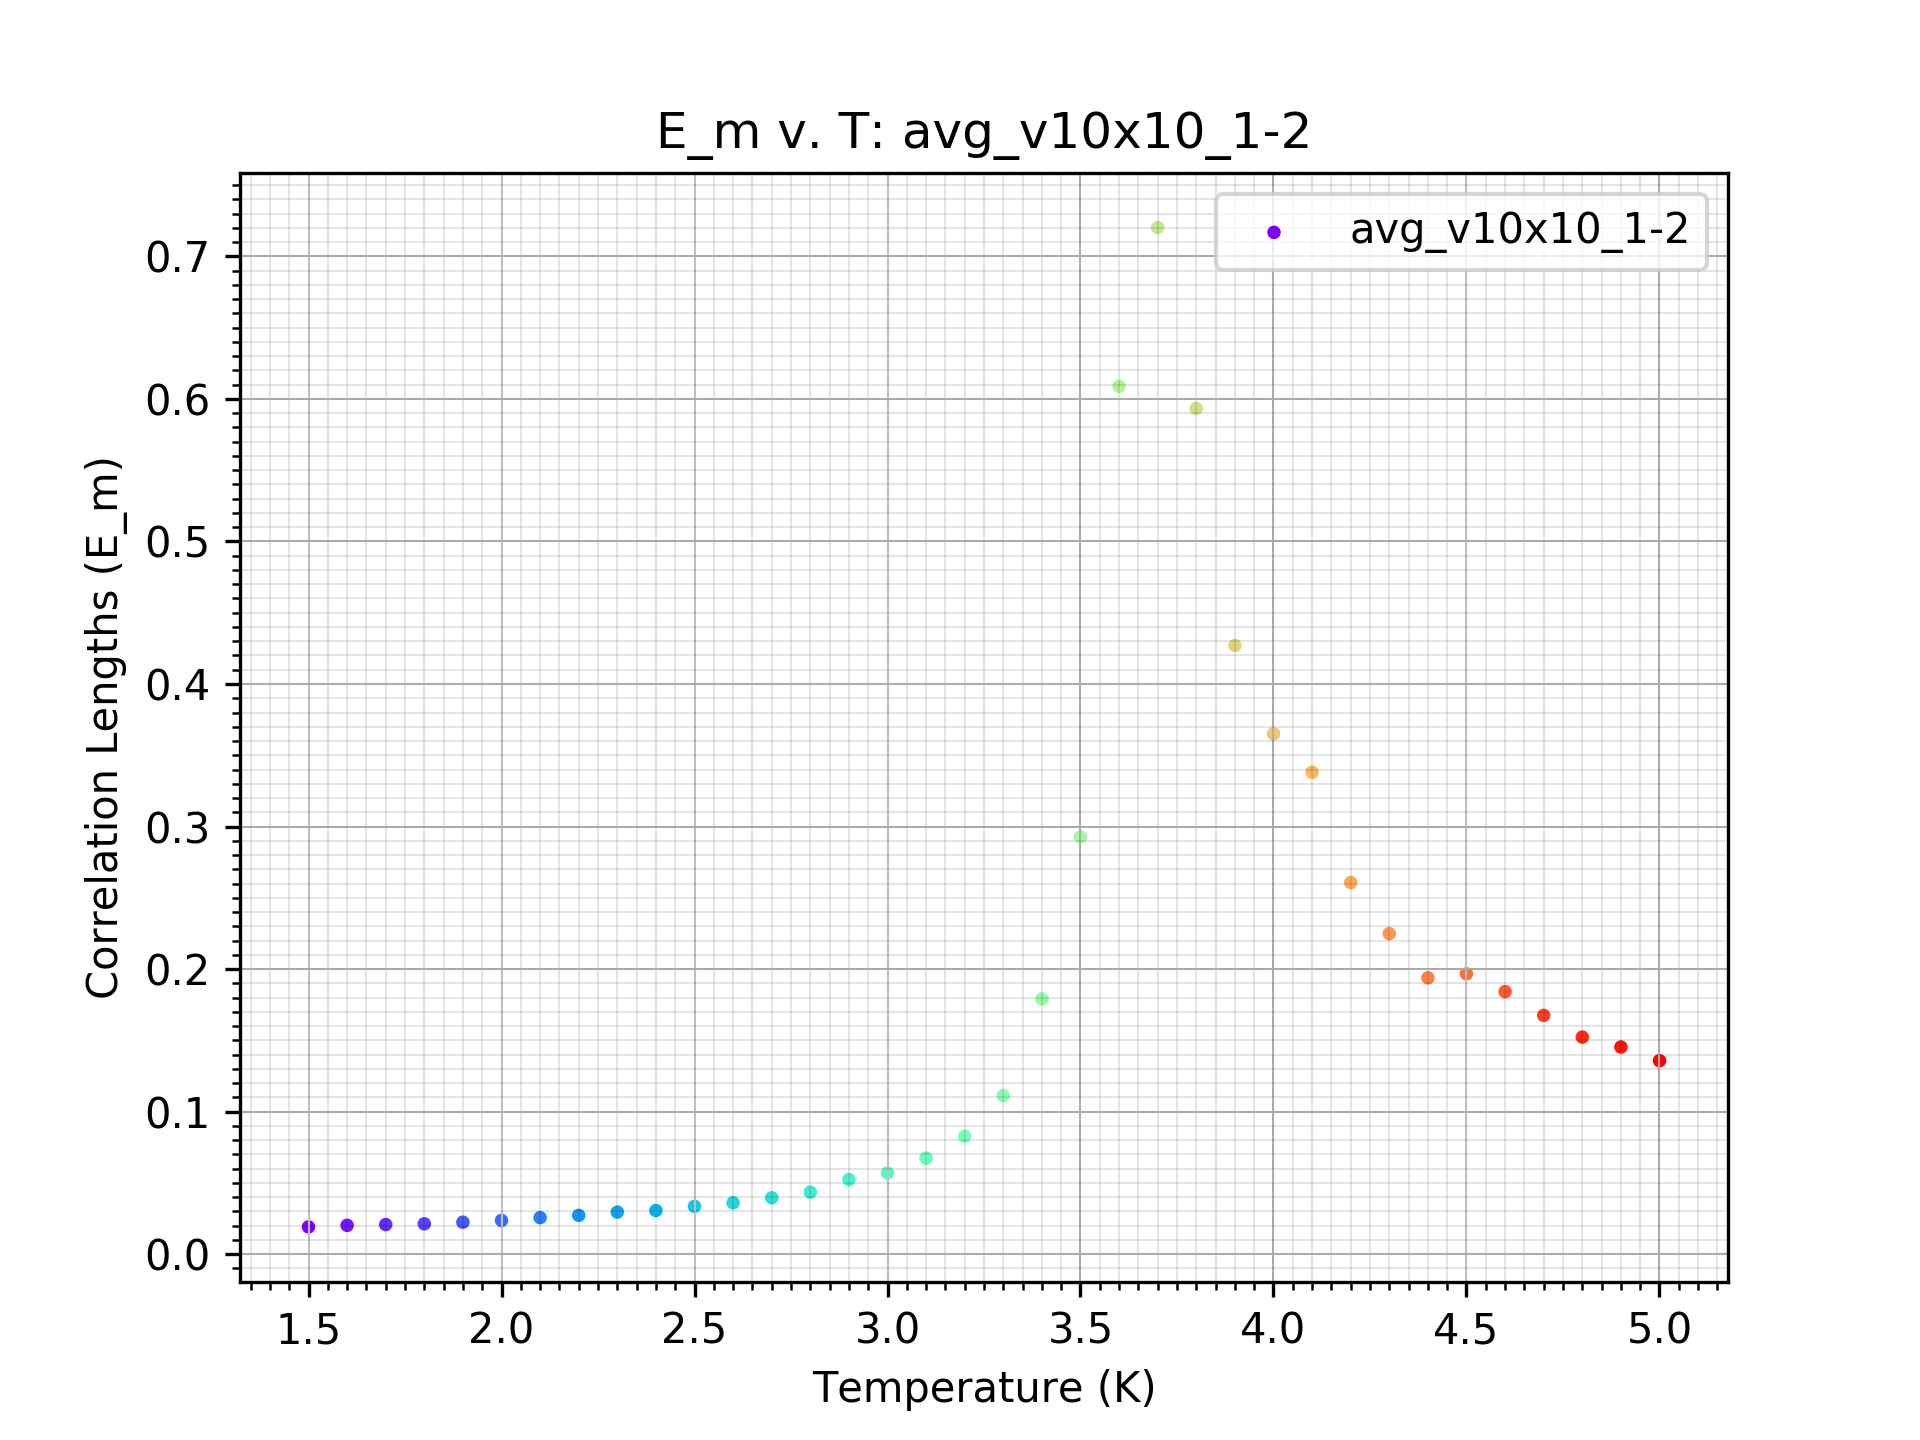 E_m v. T: avg_v10x10_1-2
avg_v10x10_1-2
0.7
0.6
0.5
0.4
0.3
0.2
0.1
0.0
Correlation Lengths (E_m)
1.5 2.0 2.5 3.0 3.5 4.0 4.5 5.0
Temperature (K)